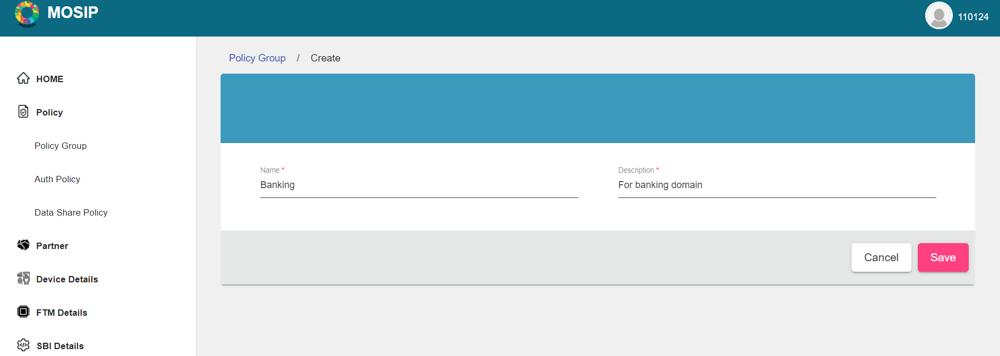 MOSIP
MOSIP
110124
HOME
Policy
Policy Group
Auth Policy
Data Share Policy
Partner
Device Details
FTM Details
SBI Details
Policy Group / Create
Name *
Banking
Description *
For banking domain
Cancel
Save